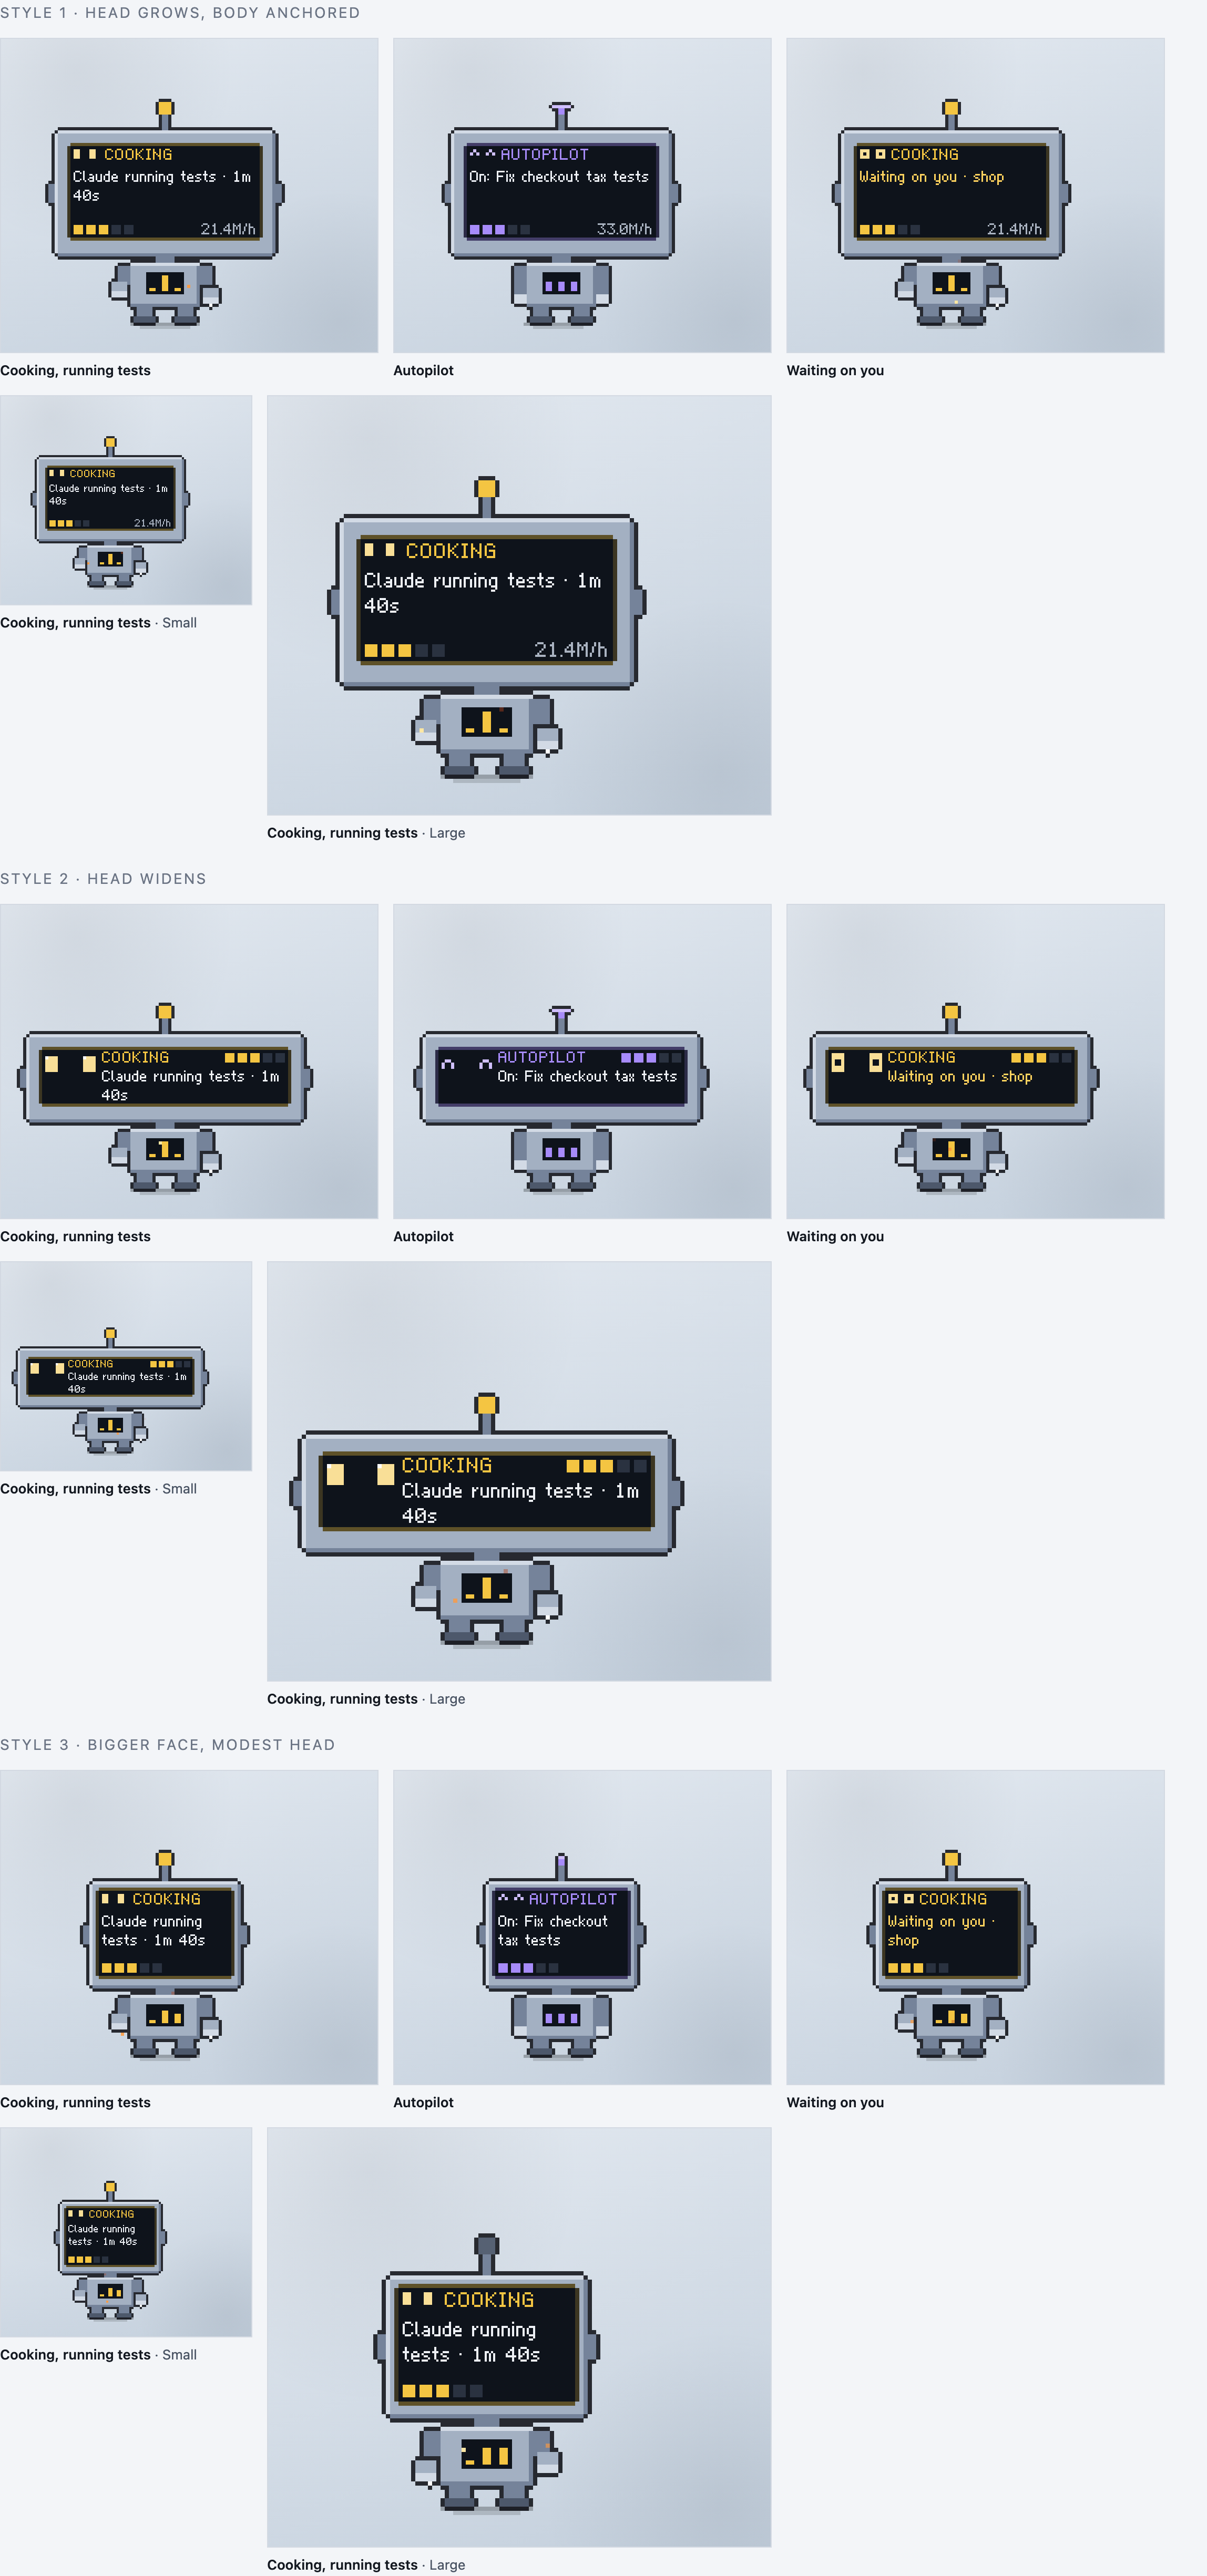 STYLE 1 · HEAD GROWS, BODY ANCHORED
COOKING
Claude running tests · 1m
40s
21.4M/h
Cooking, running tests
AUTOPILOT
On: Fix checkout tax tests
33.0M/h
Autopilot
COOKING
Waiting on you · shop
21.4M/h
Waiting on you
COOKING
Claude running tests · 1m
40s
21.4M/h
Cooking, running tests · Small
COOKING
Claude running tests · 1m
40s
21.4M/h
Cooking, running tests · Large
STYLE 2 · HEAD WIDENS
COOKING
Claude running tests · 1m
40s
Cooking, running tests
AUTOPILOT
On: Fix checkout tax tests
Autopilot
COOKING
Waiting on you · shop
Waiting on you
COOKING
Claude running tests · 1m
40s
Cooking, running tests · Small
COOKING
Claude running tests · 1m
40s
Cooking, running tests · Large
STYLE 3 · BIGGER FACE, MODEST HEAD
COOKING
Claude running
tests · 1m 40s
Cooking, running tests
AUTOPILOT
On: Fix checkout
tax tests
Autopilot
COOKING
Waiting on you ·
shop
Waiting on you
COOKING
Claude running
tests · 1m 40s
Cooking, running tests · Small
COOKING
Claude running
tests · 1m 40s
Cooking, running tests · Large